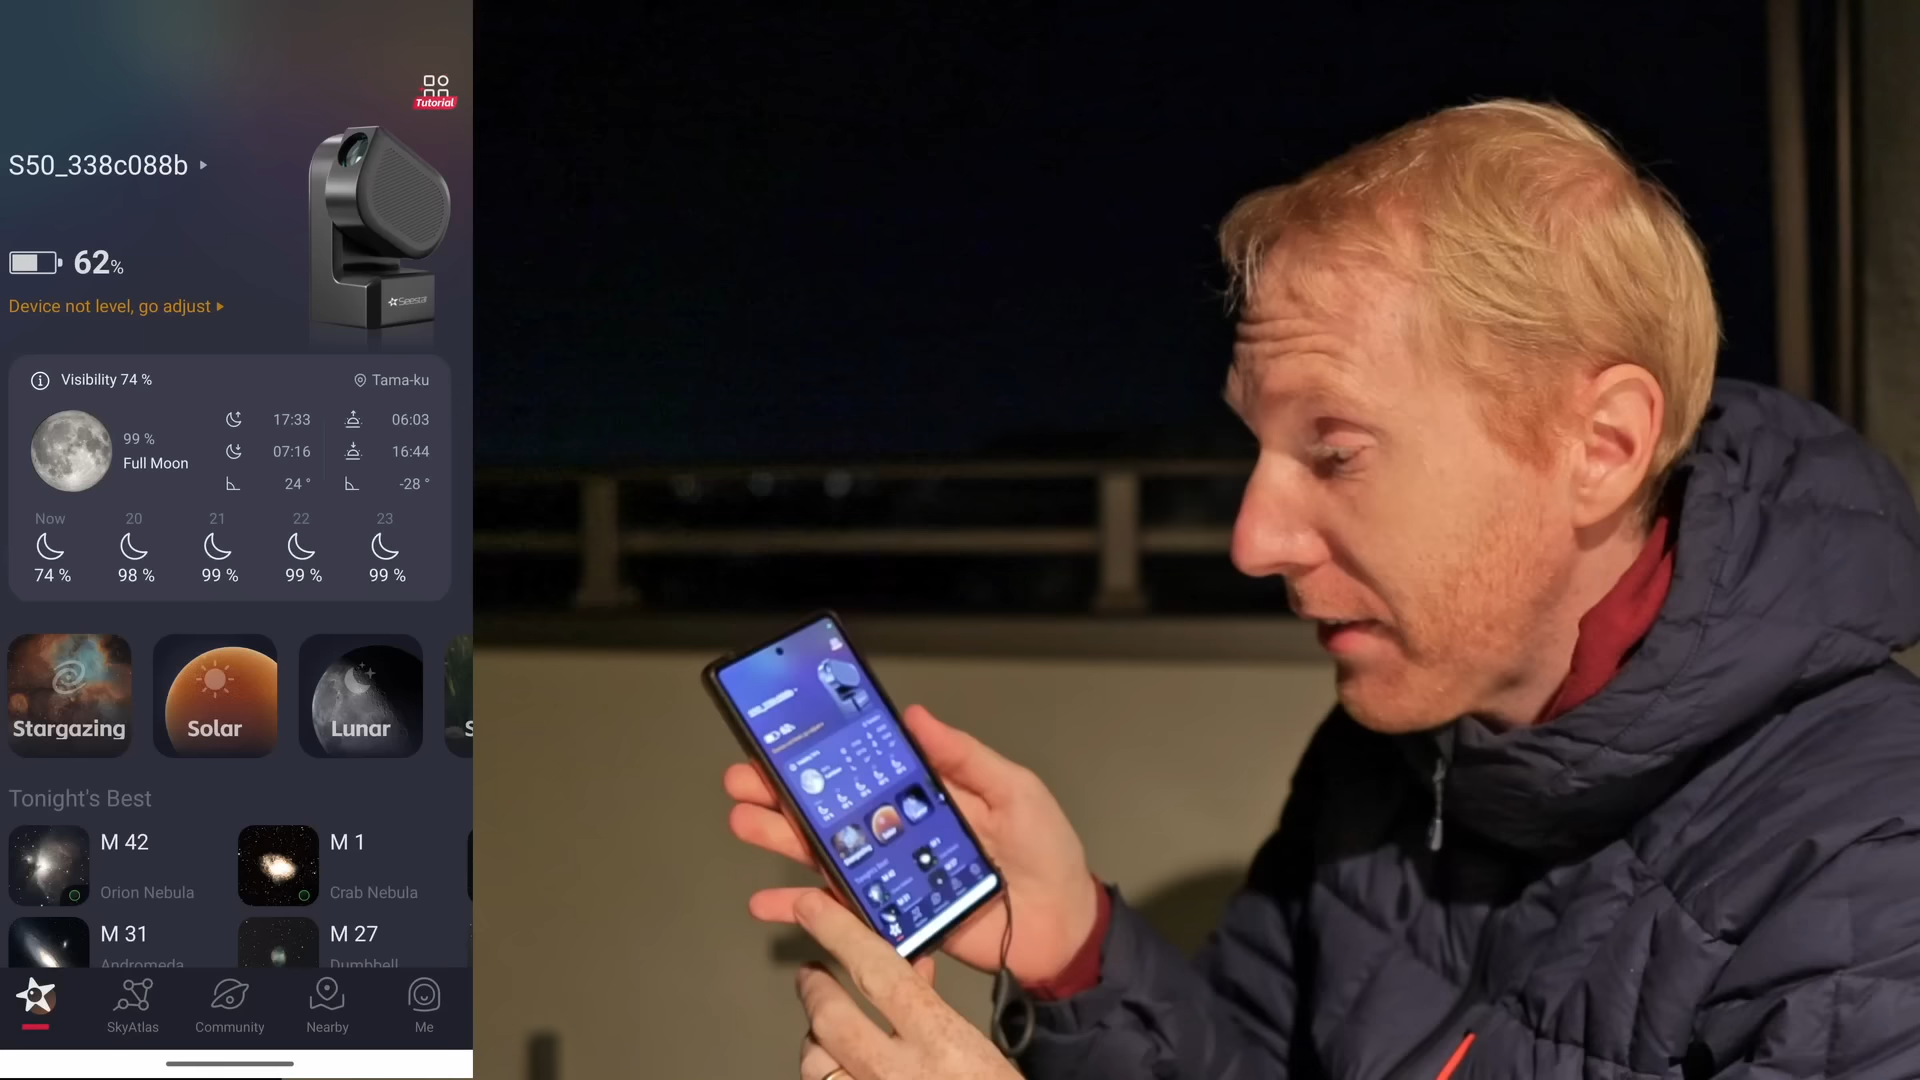 Tutorial
S50_338c088b
62%
Device not level, go adjust
Seestar
Visibility 74 %
Tama-ku
99 %
Full Moon
17:33
06:03
07:16
16:44
24 °
-28 °
Now 20 21 22 23
74 % 98 % 99 % 99 % 99 %
Stargazing
Solar
Lunar
S
Tonight's Best
M 42
Orion Nebula
M 1
Crab Nebula
M 31
Andromeda
M 27
Dumbbell
SkyAtlas
Community
Nearby
Me